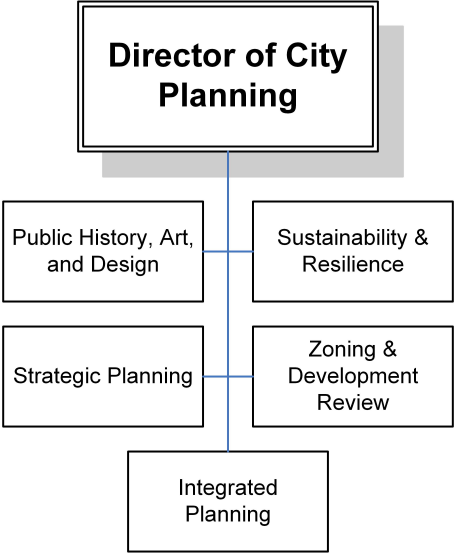 Director of City
Planning
Public History, Art,
and Design
Sustainability &
Resilience
Strategic Planning
Zoning &
Development
Review
Integrated
Planning